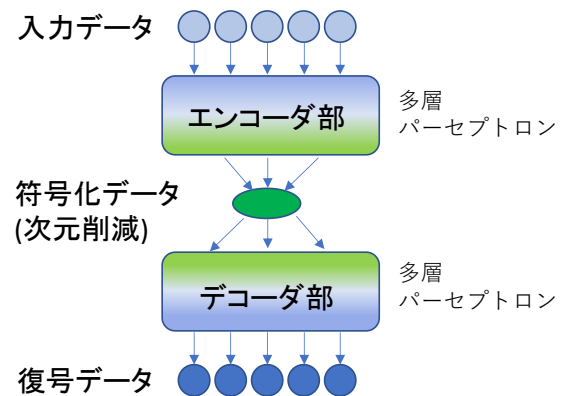 入力データ
エンコーダ部
多層
パーセプトロン
符号化データ
(次元削減)
デコーダ部
多層
パーセプトロン
復号データ